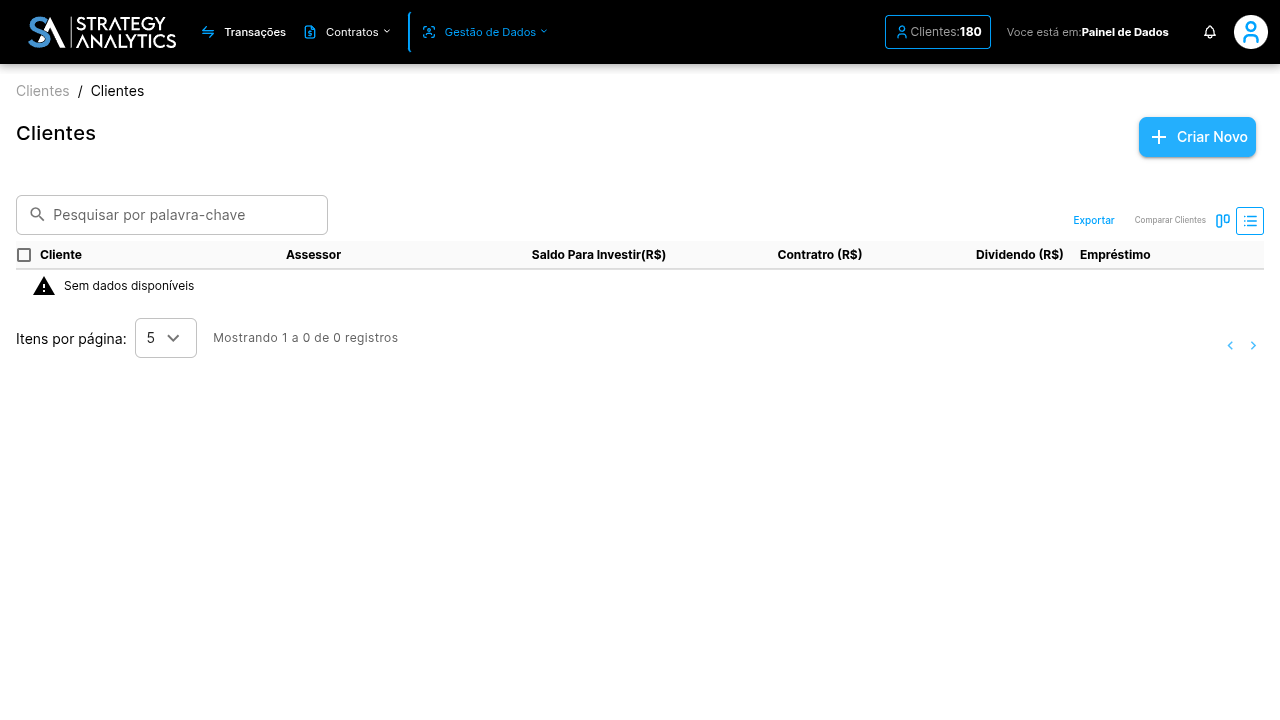 STRATEGY
ANALYTICS
Transações
Contratos
Gestão de Dados
Clientes:180
Voce está em:Painel de Dados
Clientes / Clientes
Clientes
Criar Novo
Pesquisar por palavra-chave
Exportar
Comparar Clientes
Cliente Assessor Saldo Para Investir(R$) Contratro (R$) Dividendo (R$) Empréstimo
Sem dados disponíveis
Itens por página: 5 Mostrando 1 a 0 de 0 registros